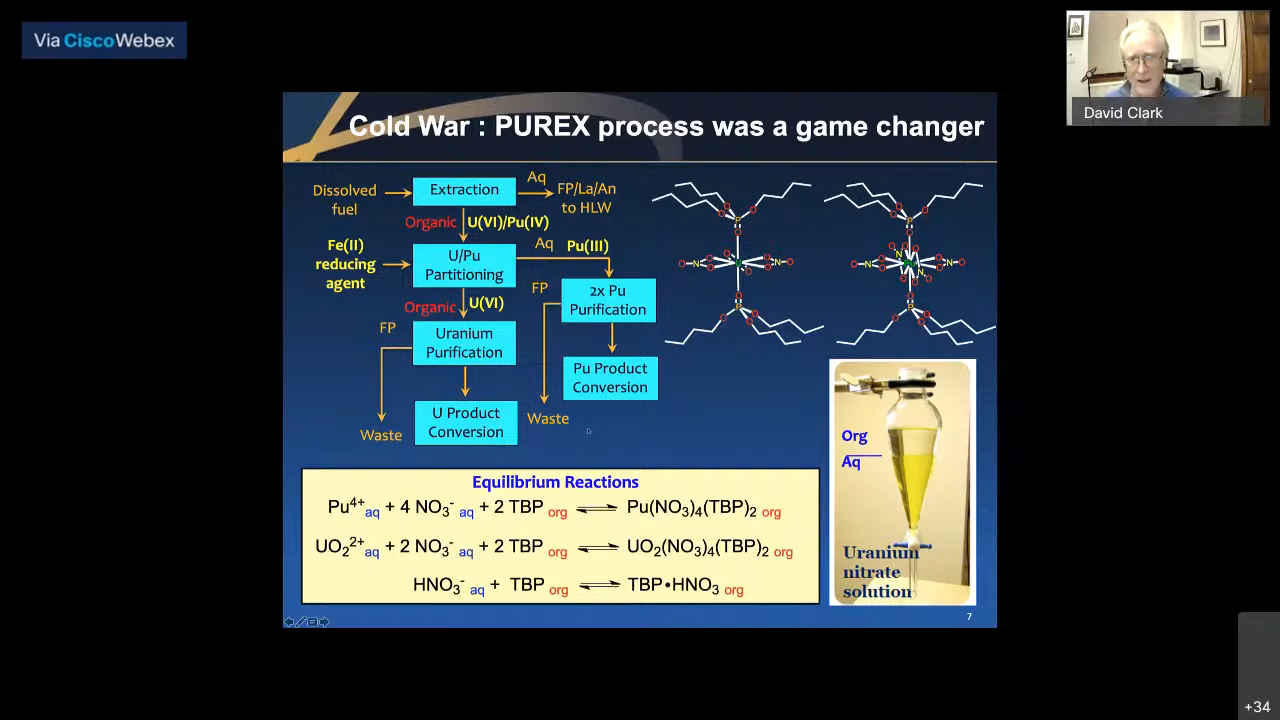 Via Cisco Webex
David Clark
Cold War : PUREX process was a game changer
Dissolved
fuel
Extraction
Aq
FP/La/An
to HLW
Organic
U(VI)/Pu(IV)
Fe(II)
reducing
agent
U/Pu
Partitioning
Aq
Pu(III)
Organic
U(VI)
FP
2x Pu
Purification
FP
Uranium
Purification
Pu Product
Conversion
U Product
Conversion
Waste
Waste
Equilibrium Reactions
Pu⁴⁺ aq + 4 NO₃⁻ aq + 2 TBP org ⇌ Pu(NO₃)₄(TBP)₂ org
UO₂²⁺ aq + 2 NO₃⁻ aq + 2 TBP org ⇌ UO₂(NO₃)₄(TBP)₂ org
HNO₃⁻ aq + TBP org ⇌ TBP•HNO₃ org
Org
Aq
Uranium
nitrate
solution
7
+34